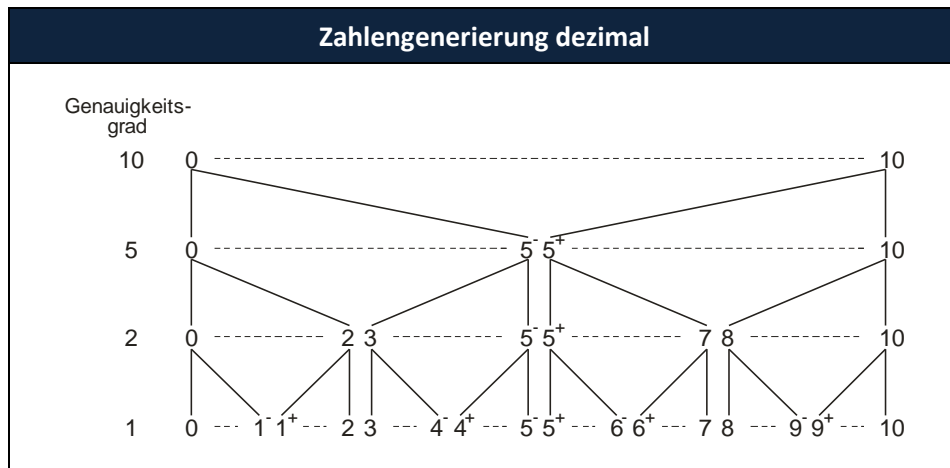 Zahlengenerierung dezimal
Genauigkeits-
grad
10 0 10
5 0 5⁻ 5⁺ 10
2 0 2 3 5⁻ 5⁺ 7 8 10
1 0 1⁻ 1⁺ 2 3 4⁻ 4⁺ 5⁻ 5⁺ 6⁻ 6⁺ 7 8 9⁻ 9⁺ 10